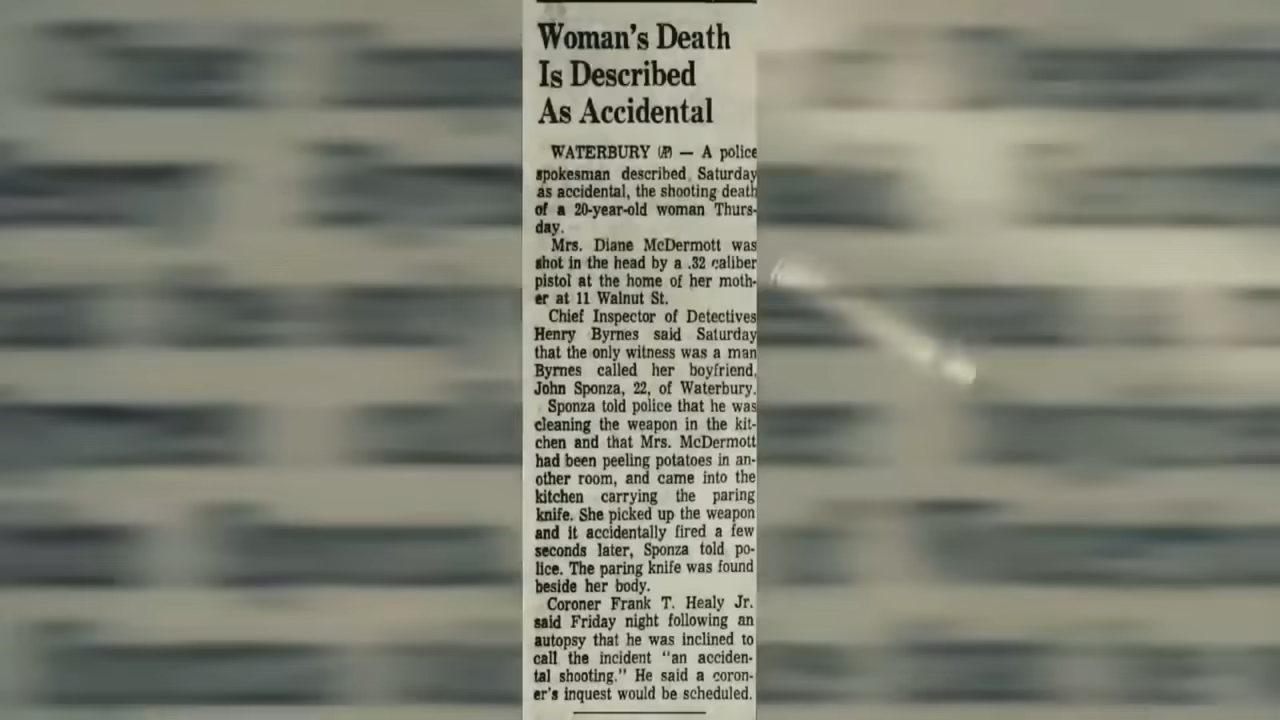 Woman's Death
Is Described
As Accidental
WATERBURY (AP) — A police
spokesman described Saturday
as accidental, the shooting death
of a 20-year-old woman Thurs-
day.
Mrs. Diane McDermott was
shot in the head by a .32 caliber
pistol at the home of her moth-
er at 11 Walnut St.
Chief Inspector of Detectives
Henry Byrnes said Saturday
that the only witness was a man
Byrnes called her boyfriend,
John Sponza, 22, of Waterbury.
Sponza told police that he was
cleaning the weapon in the kit-
chen and that Mrs. McDermott
had been peeling potatoes in an-
other room, and came into the
kitchen carrying the paring
knife. She picked up the weapon
and it accidentally fired a few
seconds later, Sponza told po-
lice. The paring knife was found
beside her body.
Coroner Frank T. Healy Jr.
said Friday night following an
autopsy that he was inclined to
call the incident "an acciden-
tal shooting." He said a coron-
er's inquest would be scheduled.